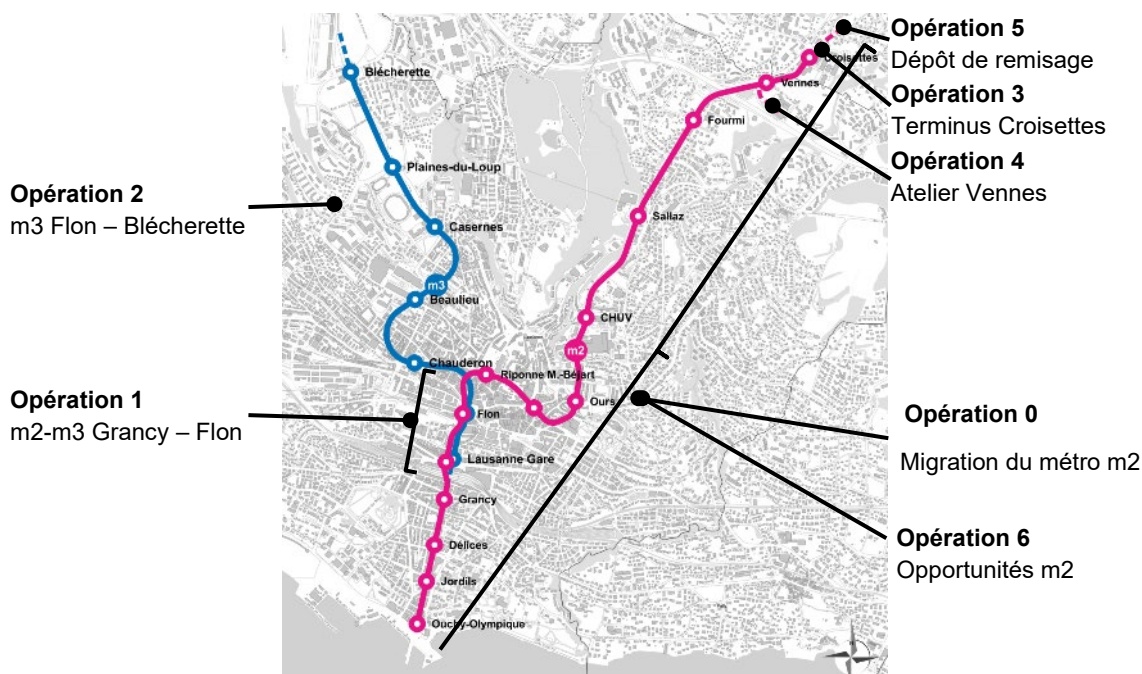 Opération 5
Dépôt de remisage
Opération 3
Terminus Croisettes
Opération 4
Atelier Vennes
Opération 2
m3 Flon – Blécherette
Opération 1
m2-m3 Grancy – Flon
Opération 0
Migration du métro m2
Opération 6
Opportunités m2
Blécherette
Plaines-du-Loup
Casernes
m3
Beaulieu
Chauderon
Croisettes
Vennes
Fourmi
Sallaz
CHUV
m2
Riponne M.-Béjart
Ours
Flon
Lausanne Gare
Grancy
Délices
Jordils
Ouchy-Olympique